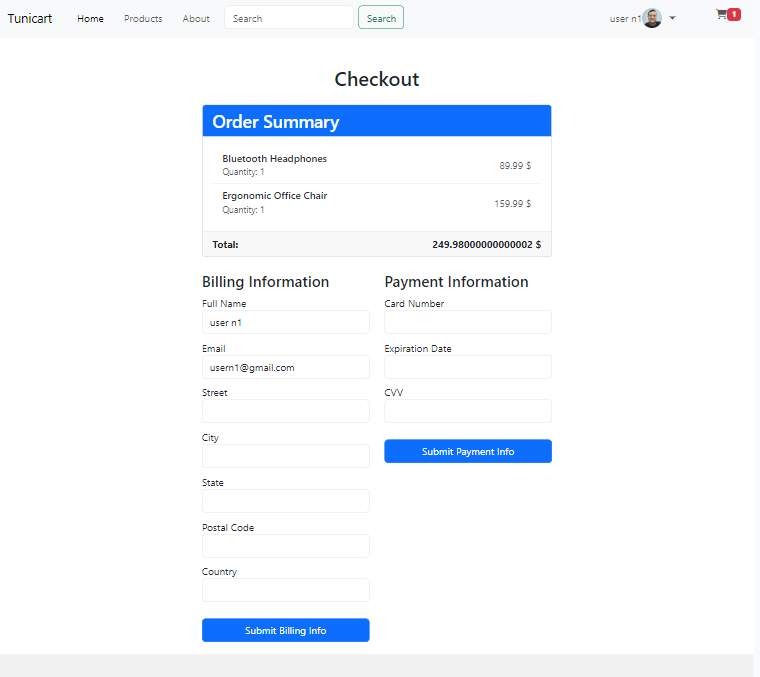 Tunicart Home Products About Search Search user n1 1
Checkout
Order Summary
Bluetooth Headphones
Quantity: 1
89.99 $
Ergonomic Office Chair
Quantity: 1
159.99 $
Total: 249.98000000000002 $
Billing Information
Full Name
user n1
Email
usern1@gmail.com
Street
City
State
Postal Code
Country
Submit Billing Info
Payment Information
Card Number
Expiration Date
CVV
Submit Payment Info